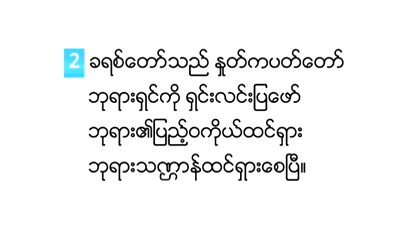 2 ခရစ်တော်သည် နှုတ်ကပတ်တော်
ဘုရားရှင်ကို ရှင်းလင်းပြဖော်
ဘုရား၏ပြည့်ဝကိုယ်ထင်ရှား
ဘုရားသဏ္ဌာန်ထင်ရှားစေပြီ။